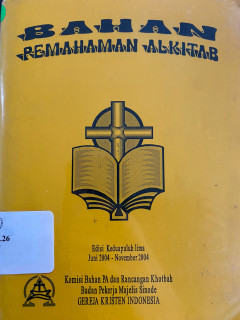 BAHAN
PEMAHAMAN ALKITAB
.26
Edisi Keduapuluh lima
Juni 2004 - November 2004
Komisi Bahan PA dan Rancangan Khotbah
Badan Pekerja Majelis Sinode
GEREJA KRISTEN INDONESIA